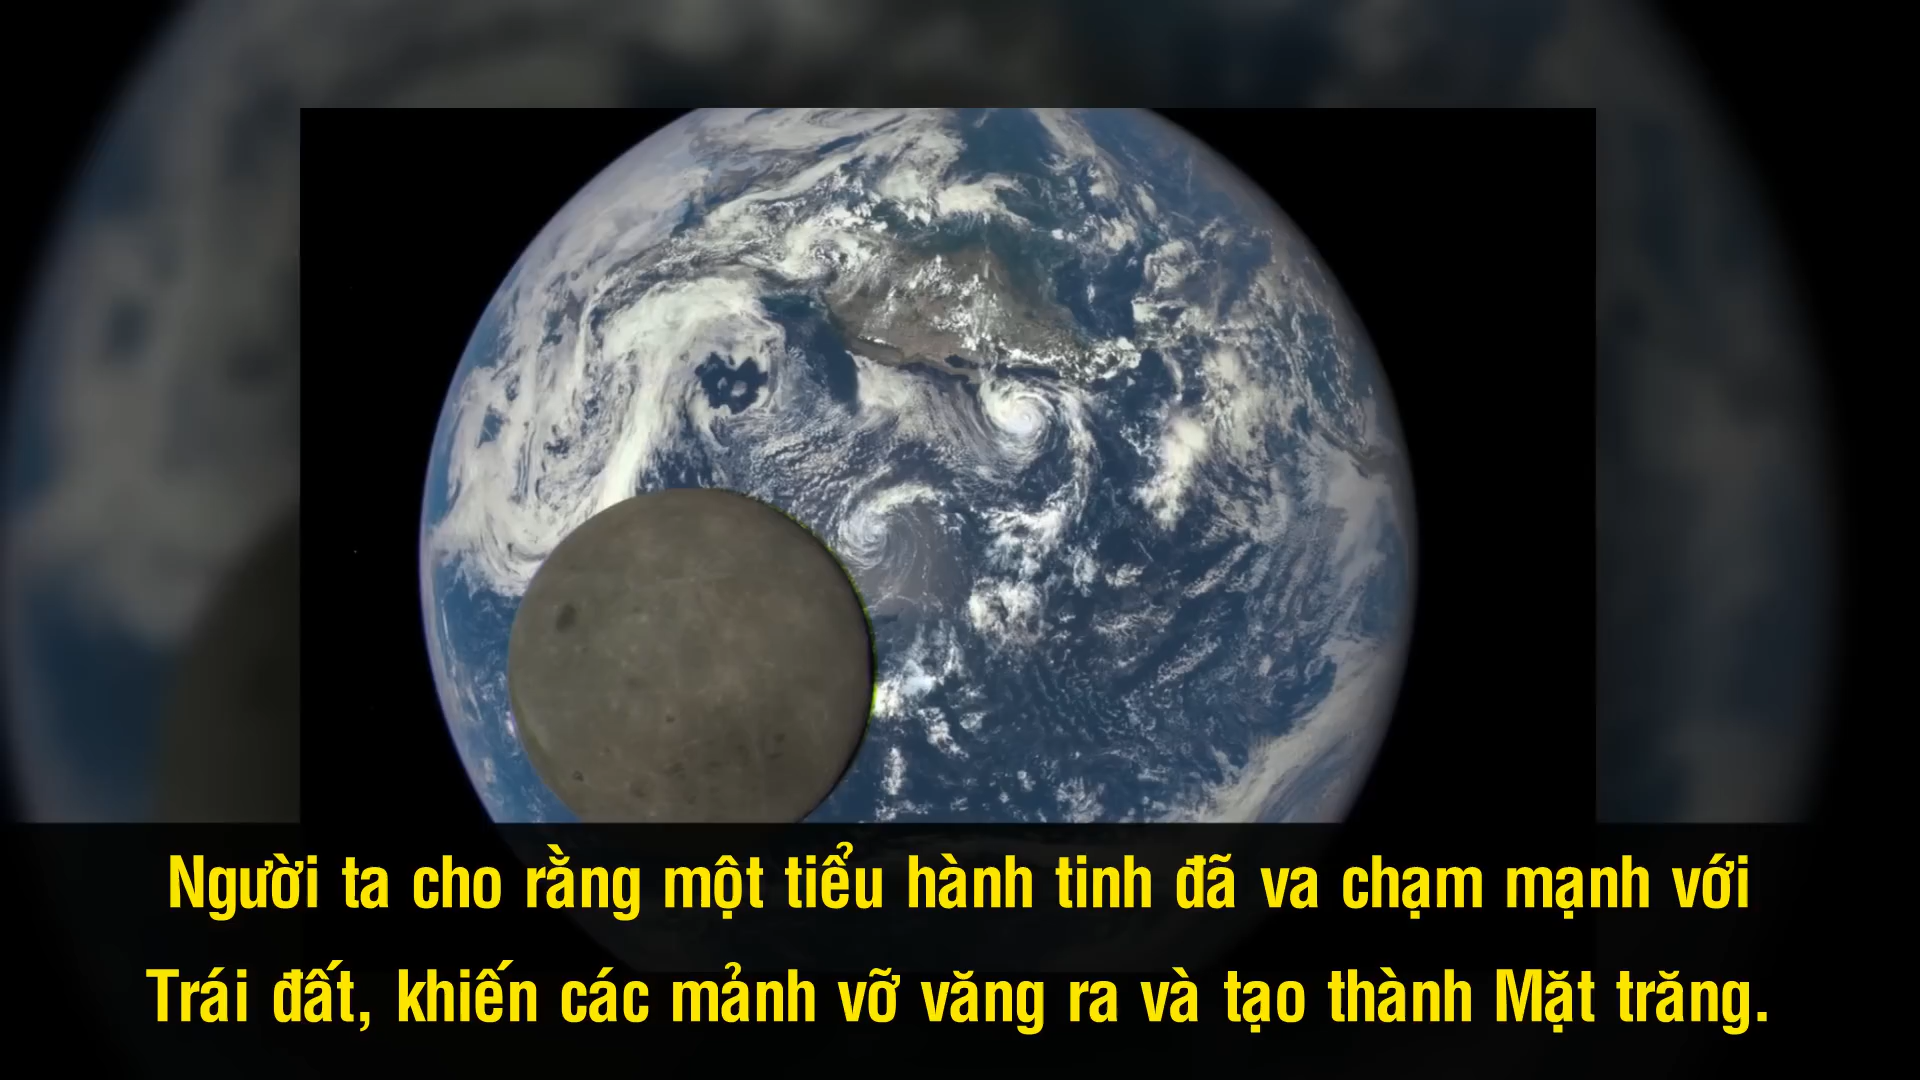 Người ta cho rằng một tiểu hành tinh đã va chạm mạnh với
Trái đất, khiến các mảnh vỡ văng ra và tạo thành Mặt trăng.